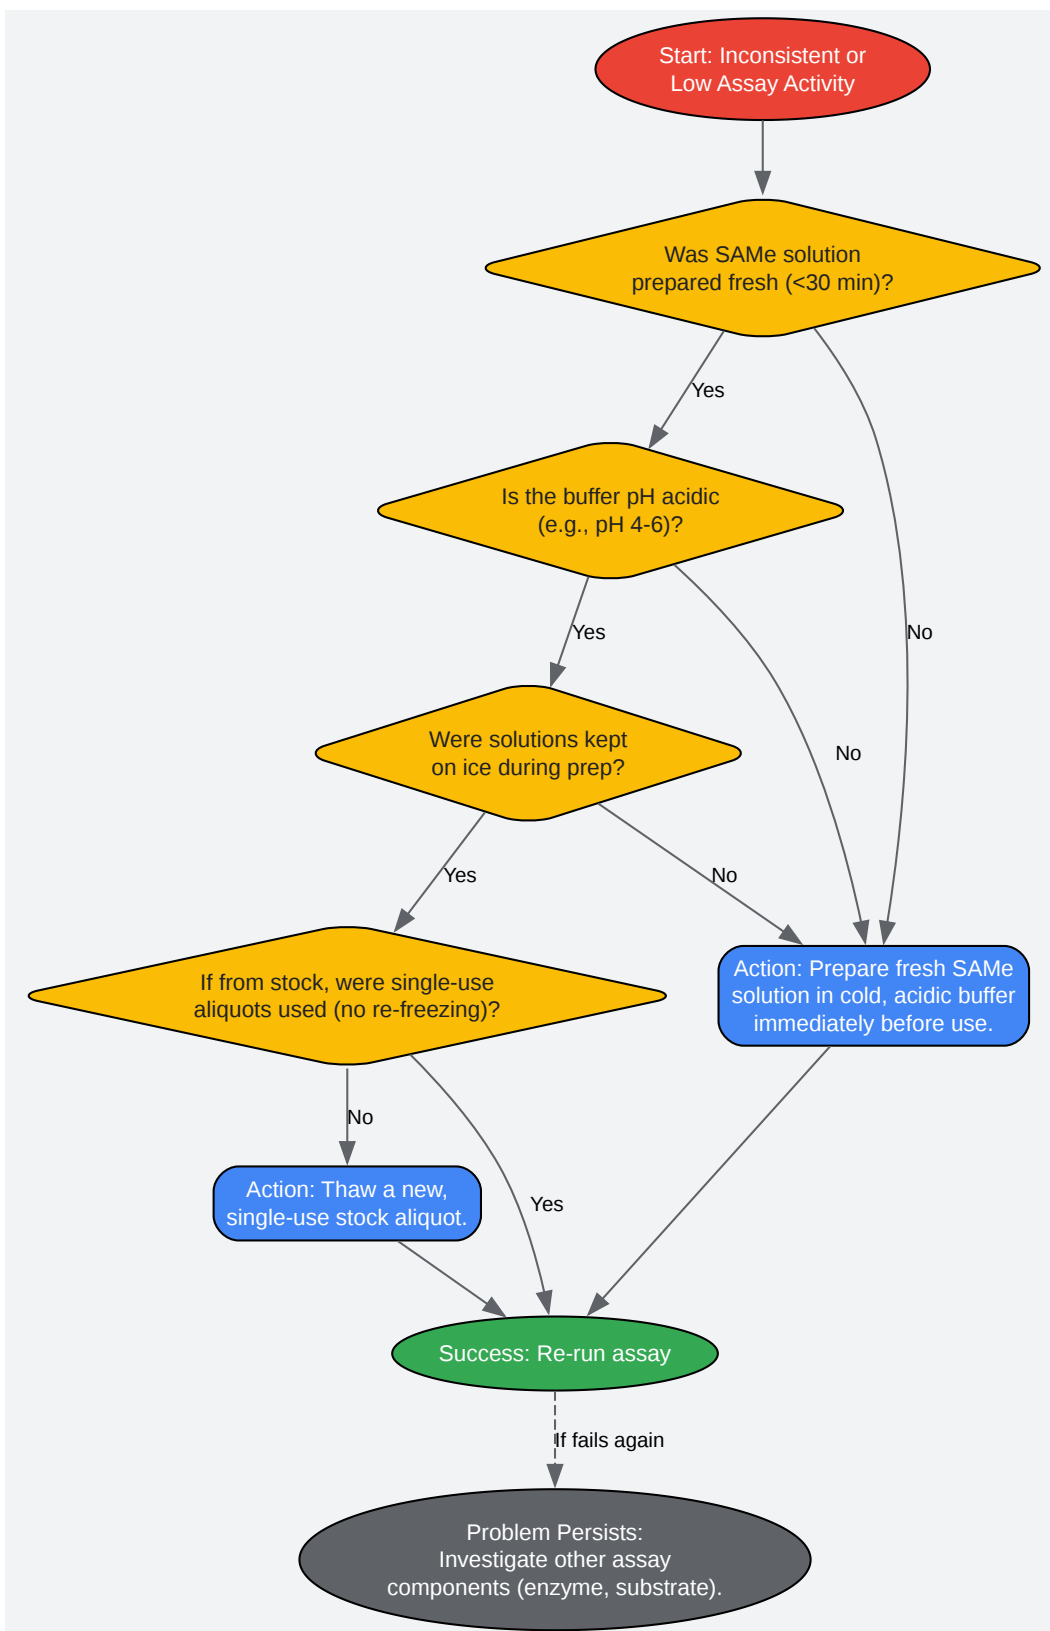 Start: Inconsistent or
Low Assay Activity
Was SAMe solution
prepared fresh (<30 min)?
Yes
Is the buffer pH acidic
(e.g., pH 4-6)?
Yes
No
Were solutions kept
on ice during prep?
No
Yes
No
If from stock, were single-use
aliquots used (no re-freezing)?
Action: Prepare fresh SAMe
solution in cold, acidic buffer
immediately before use.
No
Action: Thaw a new,
single-use stock aliquot.
Yes
Success: Re-run assay
If fails again
Problem Persists:
Investigate other assay
components (enzyme, substrate).